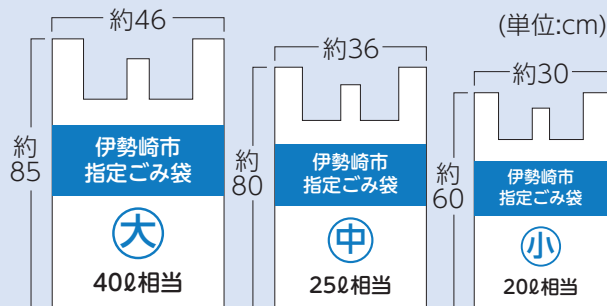 (単位:cm)
約46
約85
伊勢崎市
指定ごみ袋
大
40ℓ相当
約36
約80
伊勢崎市
指定ごみ袋
中
25ℓ相当
約30
約60
伊勢崎市
指定ごみ袋
小
20ℓ相当